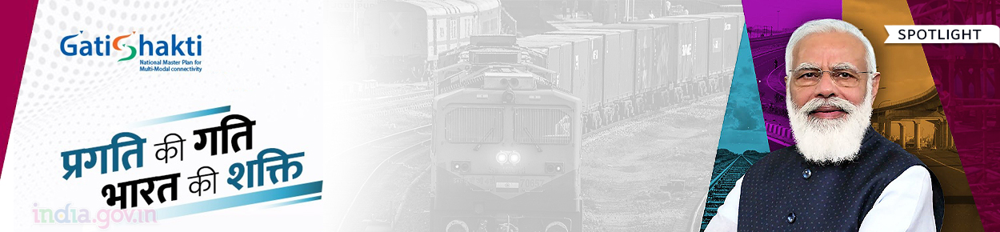 GatiShakti
National Master Plan for
Multi-Modal connectivity
SPOTLIGHT
प्रगति की गति
भारत की शक्ति
india.gov.in